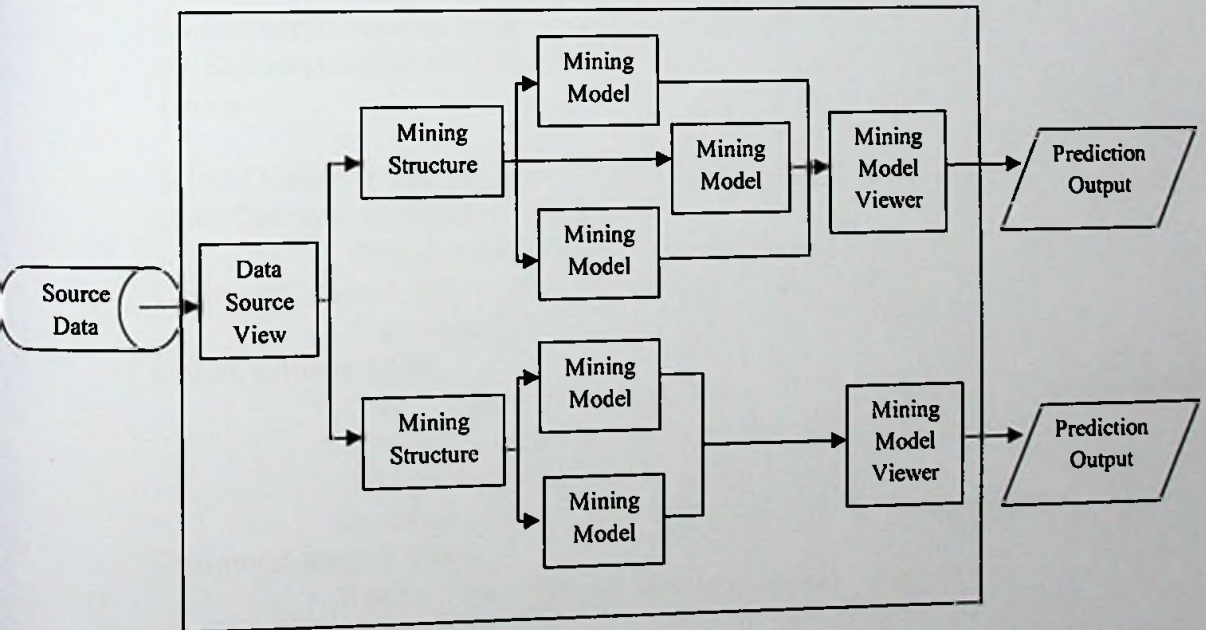 Source
Data
Data
Source
View
Mining
Structure
Mining
Model
Mining
Model
Mining
Model
Mining
Model
Viewer
Prediction
Output
Mining
Structure
Mining
Model
Mining
Model
Mining
Model
Viewer
Prediction
Output